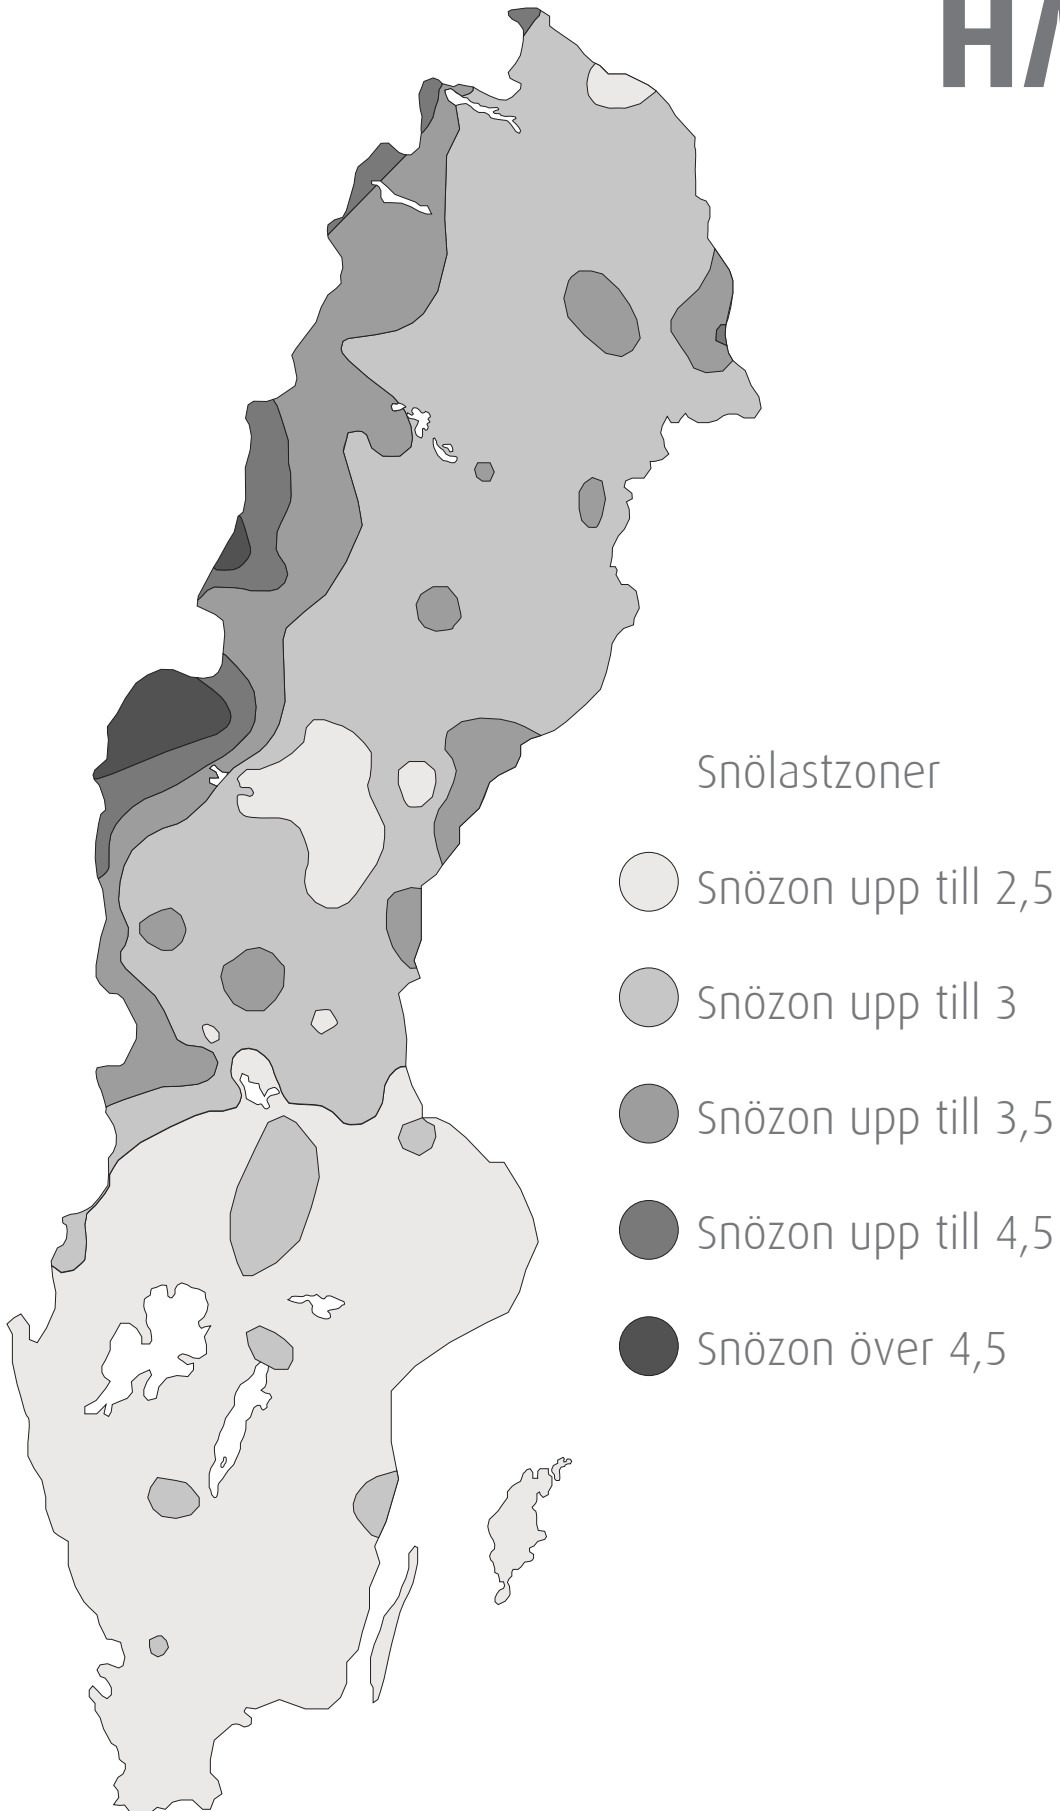 Snölastzoner
Snözon upp till 2,5
Snözon upp till 3
Snözon upp till 3,5
Snözon upp till 4,5
Snözon över 4,5